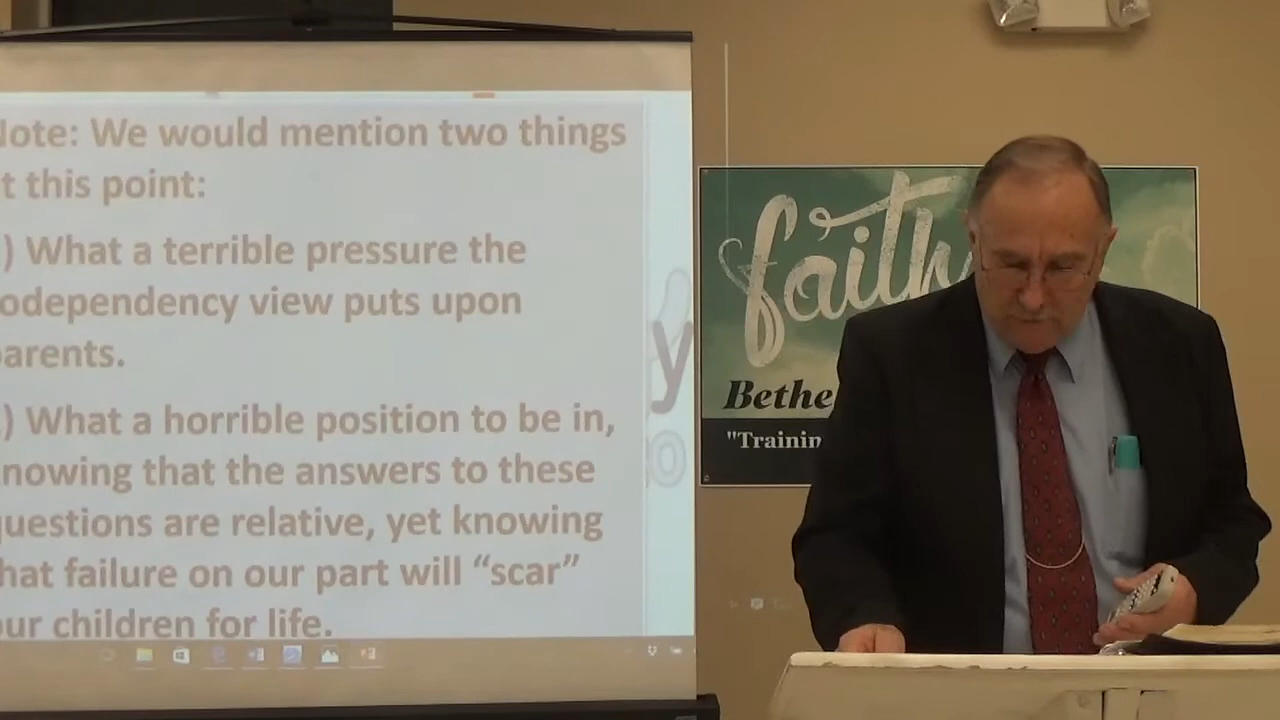 ote: We would mention two things
t this point:
) What a terrible pressure the
odependency view puts upon
arents.
) What a horrible position to be in,
nowing that the answers to these
uestions are relative, yet knowing
hat failure on our part will “scar”
ur children for life.
y
faith
Bethe
"Trainin